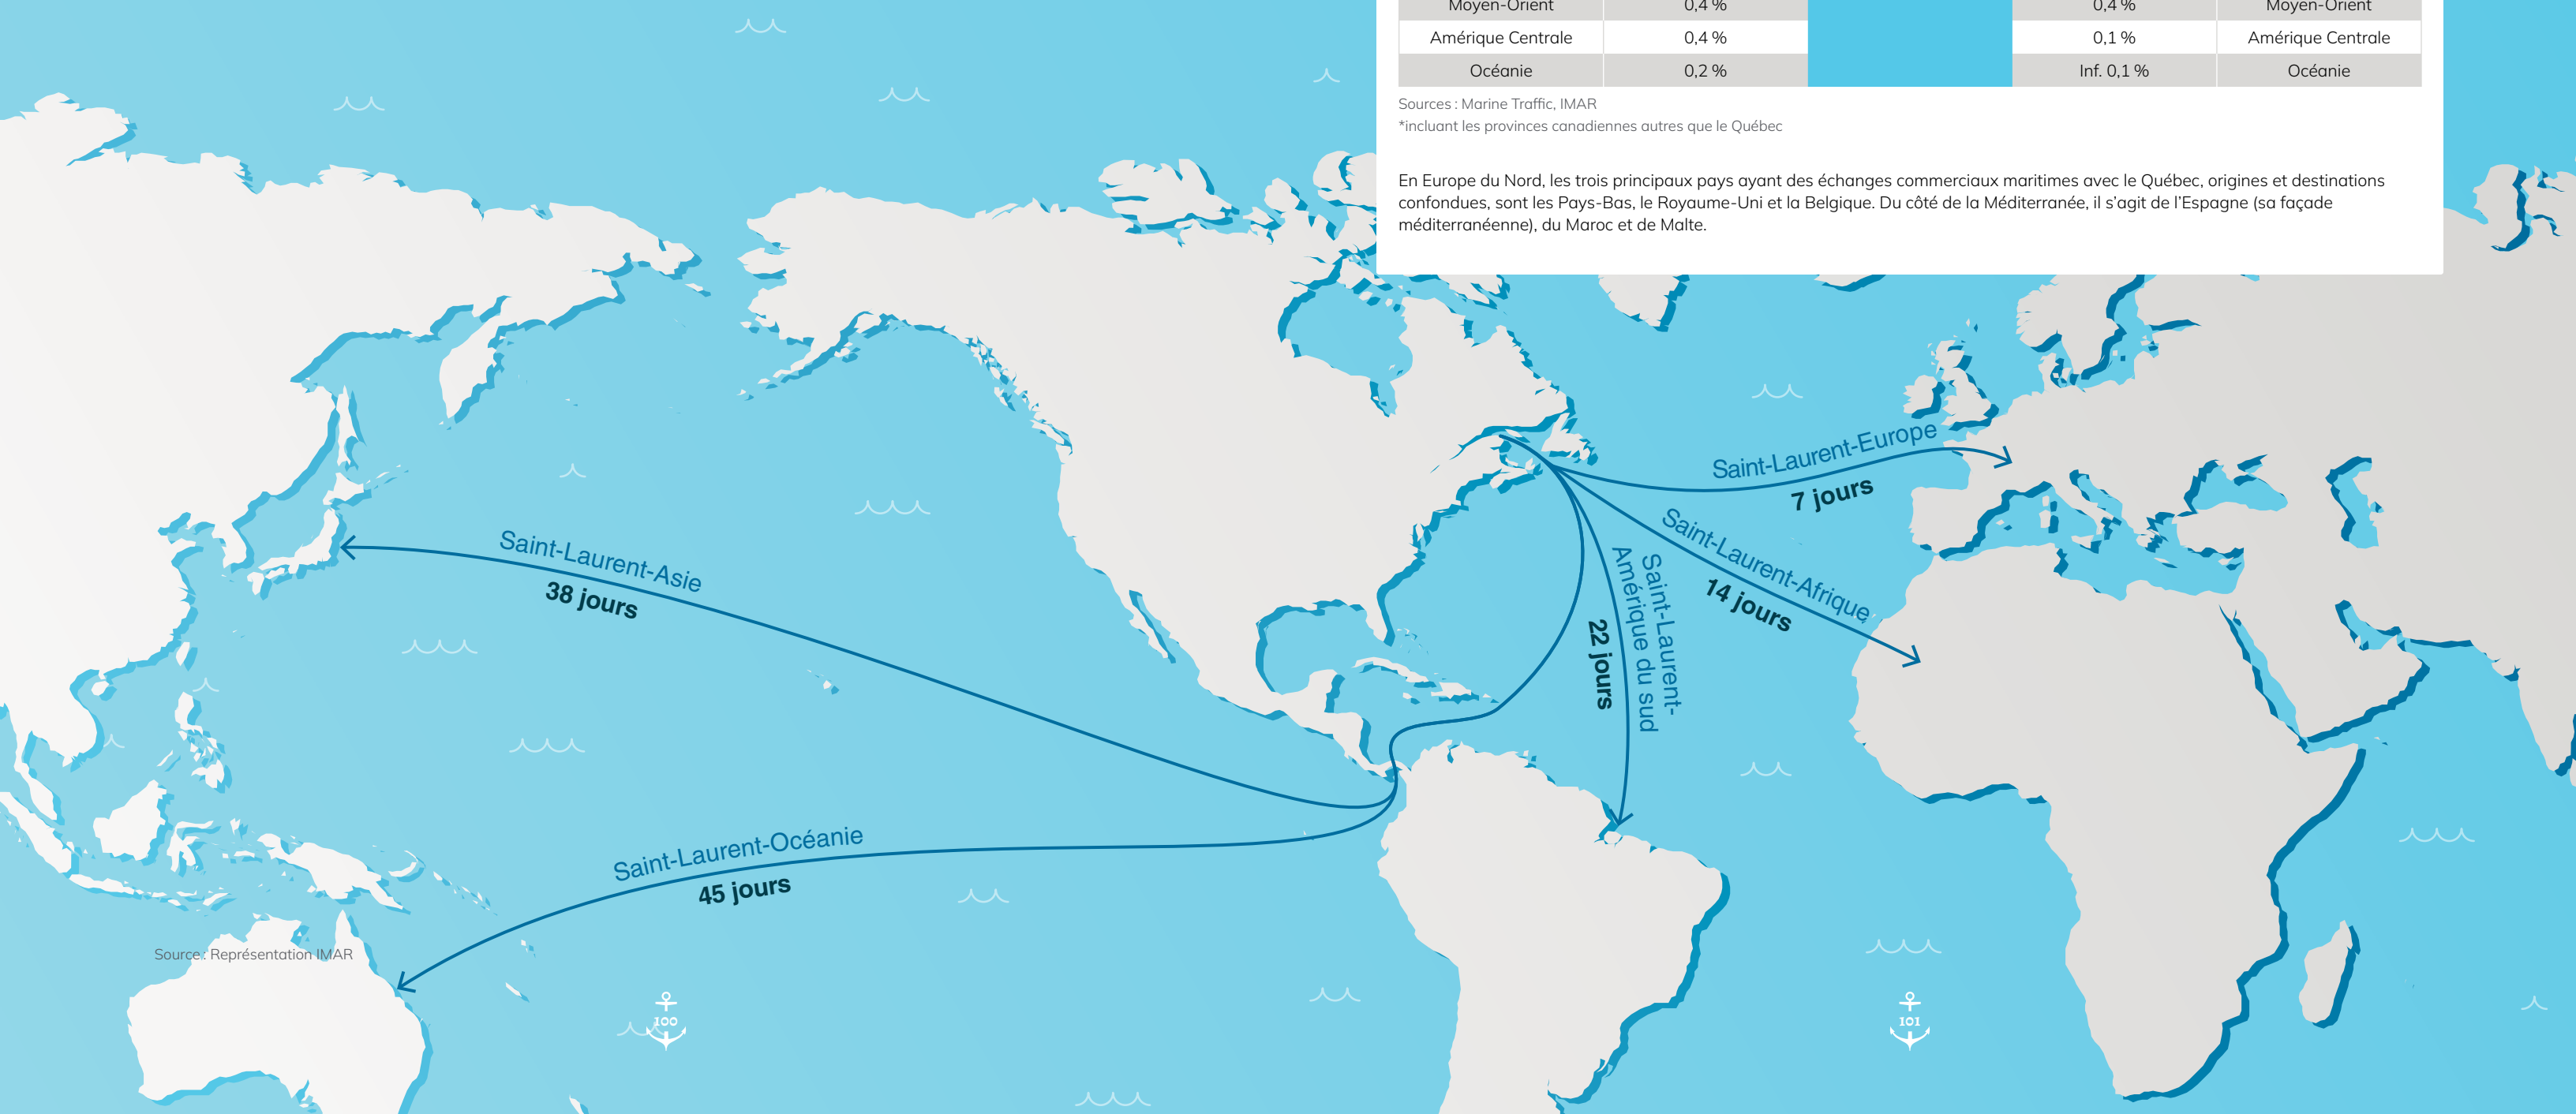 Moyen-Orient 0,4 % 0,4 % Moyen-Orient
Amérique Centrale 0,4 % 0,1 % Amérique Centrale
Océanie 0,2 % Inf. 0,1 % Océanie
Sources : Marine Traffic, IMAR
*incluant les provinces canadiennes autres que le Québec
En Europe du Nord, les trois principaux pays ayant des échanges commerciaux maritimes avec le Québec, origines et destinations
confondues, sont les Pays-Bas, le Royaume-Uni et la Belgique. Du côté de la Méditerranée, il s’agit de l’Espagne (sa façade
méditerranéenne), du Maroc et de Malte.
Saint-Laurent-Europe
7 jours
Saint-Laurent-Afrique
14 jours
Saint-Laurent-
Amérique du sud
22 jours
Saint-Laurent-Asie
38 jours
Saint-Laurent-Océanie
45 jours
Source : Représentation IMAR
100
101